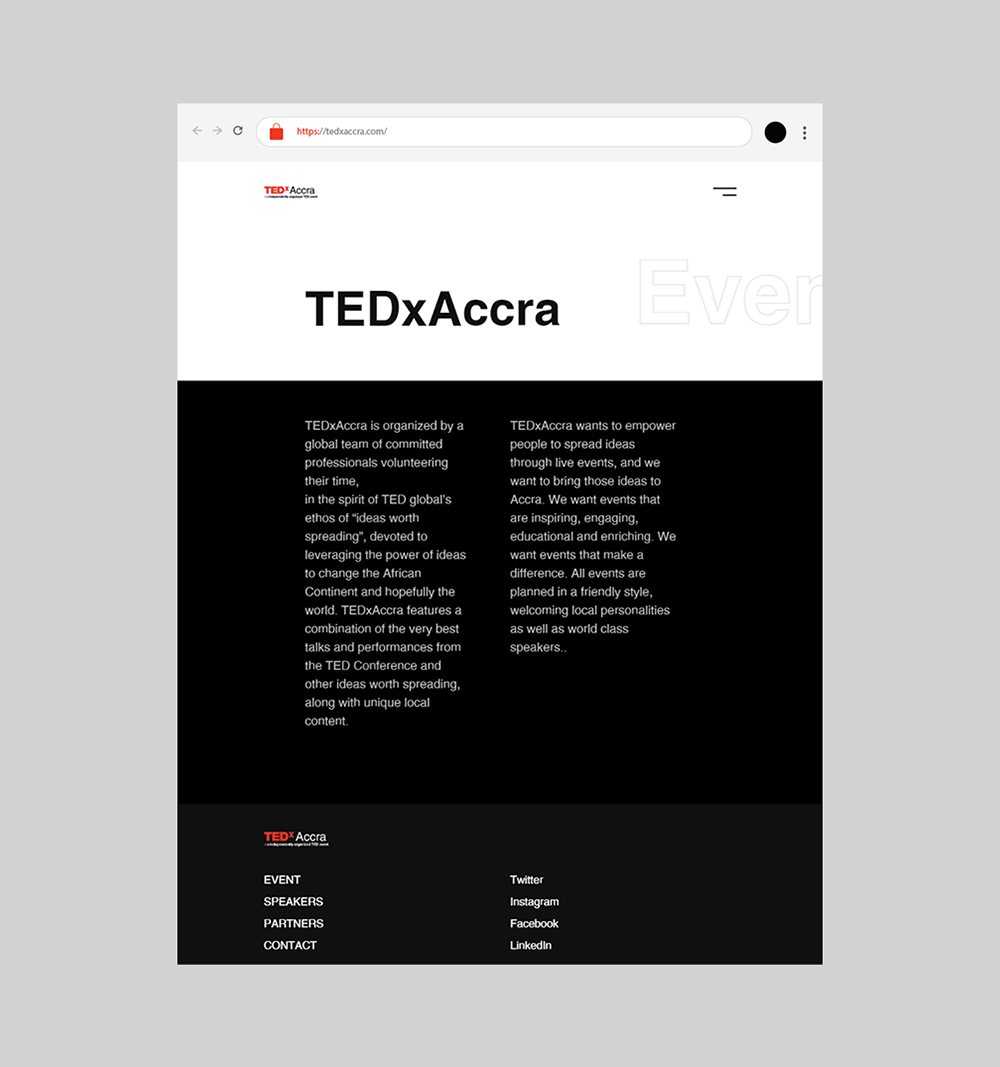 https://tedxaccra.com/
TEDx Accra
x = independently organized TED event
Even
TEDxAccra
TEDxAccra is organized by a
global team of committed
professionals volunteering
their time,
in the spirit of TED global's
ethos of “ideas worth
spreading”, devoted to
leveraging the power of ideas
to change the African
Continent and hopefully the
world. TEDxAccra features a
combination of the very best
talks and performances from
the TED Conference and
other ideas worth spreading,
along with unique local
content.
TEDxAccra wants to empower
people to spread ideas
through live events, and we
want to bring those ideas to
Accra. We want events that
are inspiring, engaging,
educational and enriching. We
want events that make a
difference. All events are
planned in a friendly style,
welcoming local personalities
as well as world class
speakers..
TEDx Accra
x = independently organized TED event
EVENT
SPEAKERS
PARTNERS
CONTACT
Twitter
Instagram
Facebook
LinkedIn